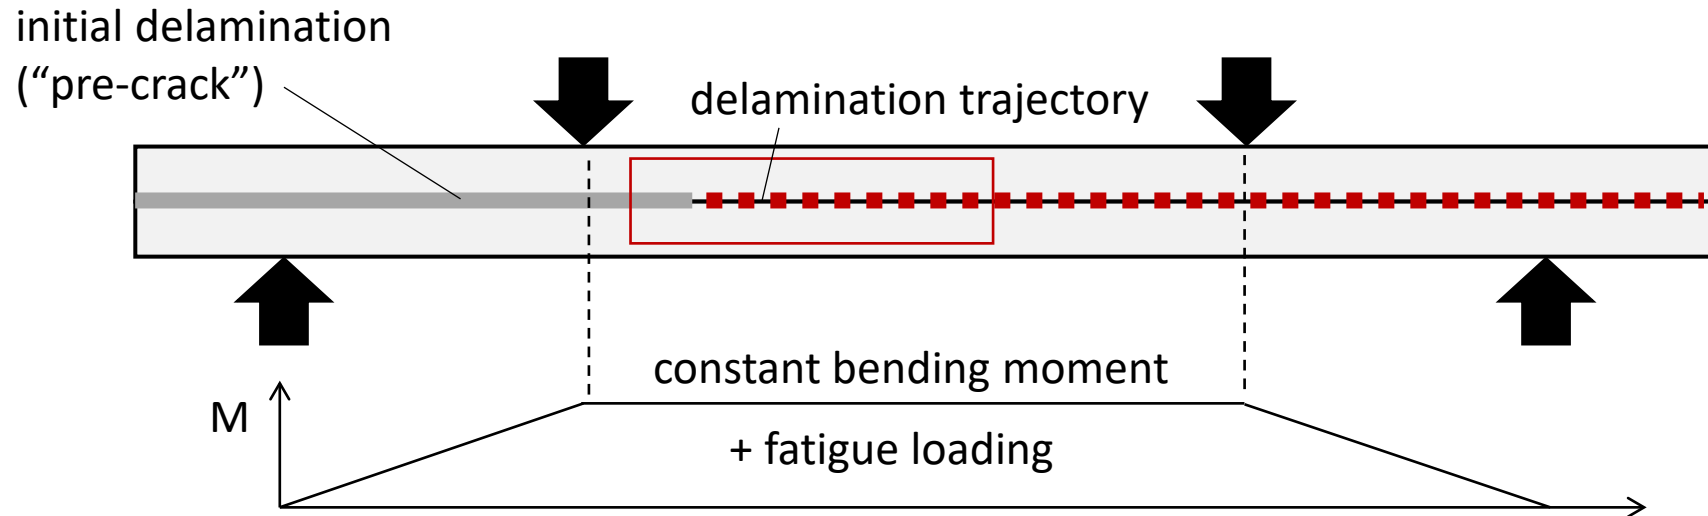 initial delamination
(“pre-crack”)
delamination trajectory
constant bending moment
M
+ fatigue loading